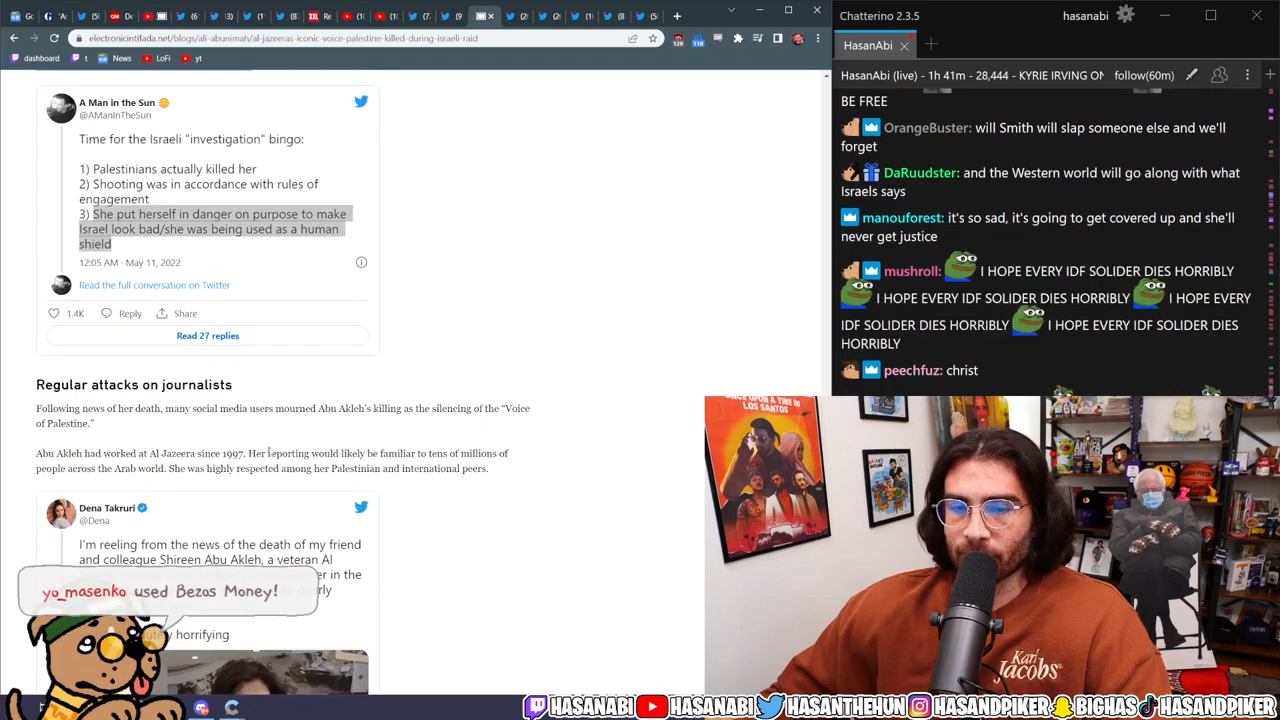 electronicintifada.net/blogs/ali-abunimah/al-jazeeras-iconic-voice-palestine-killed-during-israeli-raid
dashboard
t
News
LoFi
yt
A Man in the Sun
@AManInTheSun
Time for the Israeli "investigation" bingo:
1) Palestinians actually killed her
2) Shooting was in accordance with rules of
engagement
3) She put herself in danger on purpose to make
Israel look bad/she was being used as a human
shield
12:05 AM · May 11, 2022
Read the full conversation on Twitter
1.4K
Reply
Share
Read 27 replies
Regular attacks on journalists
Following news of her death, many social media users mourned Abu Akleh's killing as the silencing of the “Voice
of Palestine.”
Abu Akleh had worked at Al Jazeera since 1997. Her reporting would likely be familiar to tens of millions of
people across the Arab world. She was highly respected among her Palestinian and international peers.
Dena Takruri
@Dena
I'm reeling from the news of the death of my friend
and colleague Shireen Abu Akleh, a veteran Al
er in the
horrifying
yo_masenko used Bezos Money!
Chatterino 2.3.5
hasanabi
HasanAbi
HasanAbi (live) - 1h 41m - 28,444 - KYRIE IRVING ON
follow(60m)
BE FREE
OrangeBuster: will Smith will slap someone else and we'll
forget
DaRuudster: and the Western world will go along with what
Israels says
manouforest: it's so sad, it's going to get covered up and she'll
never get justice
mushroll: I HOPE EVERY IDF SOLIDER DIES HORRIBLY
I HOPE EVERY IDF SOLIDER DIES HORRIBLY I HOPE EVERY
IDF SOLIDER DIES HORRIBLY I HOPE EVERY IDF SOLIDER DIES
HORRIBLY
peechfuz: christ
ONCE UPON A TIME IN
LOS SANTOS
Kari
Jacobs
HASANABI
HASANABI
HASANTHEHUN
HASANDPIKER
BIGHAS
HASANDPIKER